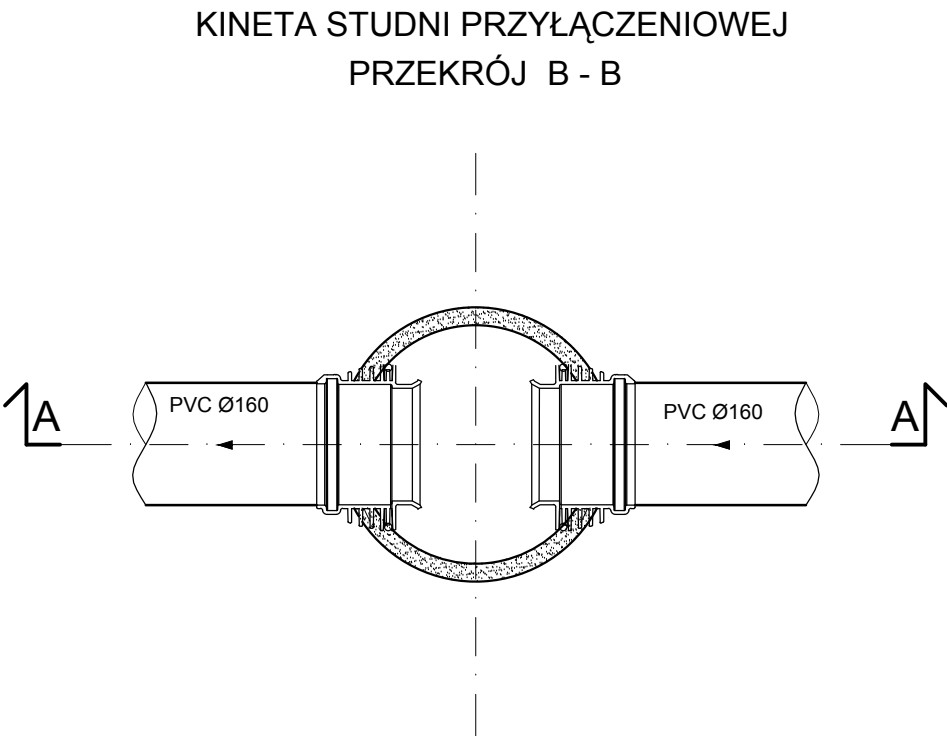 KINETA STUDNI PRZYŁĄCZENIOWEJ
PRZEKRÓJ B - B
PVC Ø160
PVC Ø160
A
A